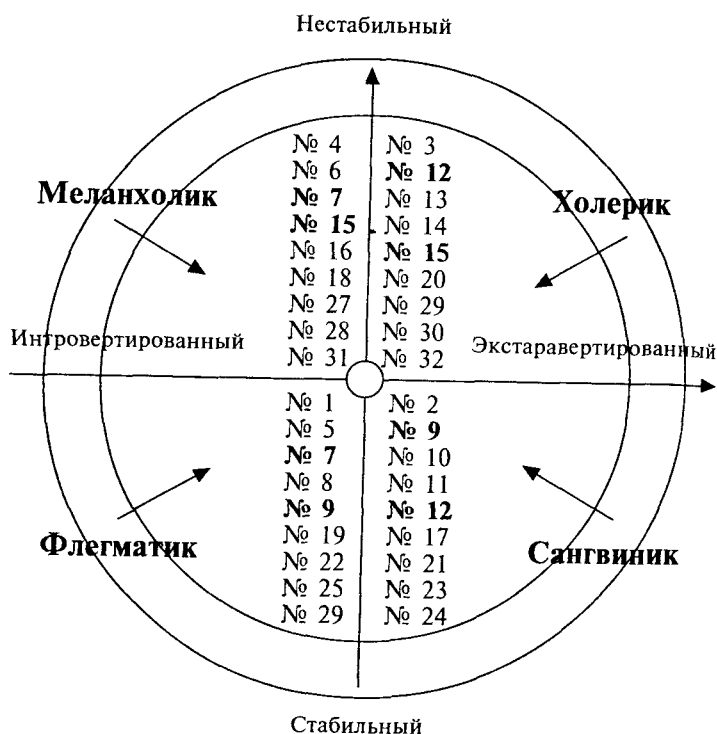 Нестабильный
№ 4 № 3
№ 6 № 12
Меланхолик № 7 № 13 Холерик
№ 15 № 14
№ 16 № 15
№ 18 № 20
№ 27 № 29
Интровертированный № 28 № 30 Экстаравертированный
№ 31 № 32
№ 1 № 2
№ 5 № 9
№ 7 № 10
№ 8 № 11
№ 9 № 12
Флегматик № 19 № 17 Сангвиник
№ 22 № 21
№ 25 № 23
№ 29 № 24
Стабильный